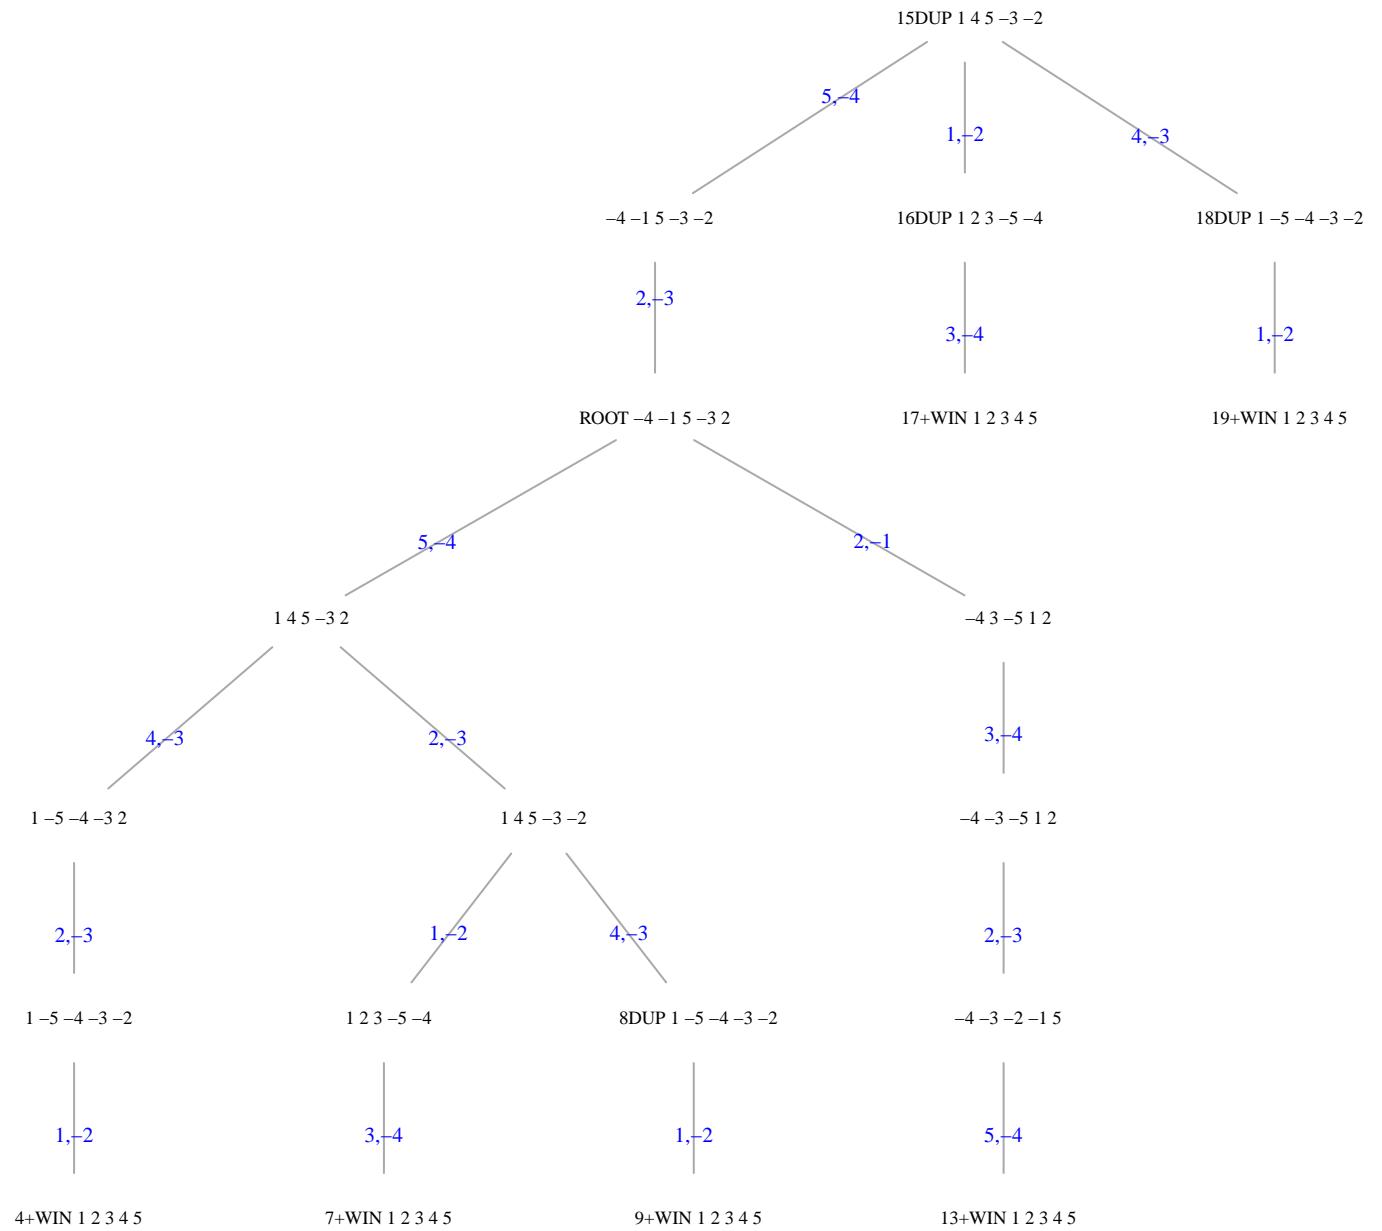 15DUP 1 4 5 –3 –2
5,–4
1,–2
4,–3
–4 –1 5 –3 –2
16DUP 1 2 3 –5 –4
18DUP 1 –5 –4 –3 –2
2,–3
3,–4
1,–2
ROOT –4 –1 5 –3 2
17+WIN 1 2 3 4 5
19+WIN 1 2 3 4 5
5,–4
2,–1
1 4 5 –3 2
–4 3 –5 1 2
4,–3
2,–3
3,–4
1 –5 –4 –3 2
1 4 5 –3 –2
–4 –3 –5 1 2
2,–3
1,–2
4,–3
2,–3
1 –5 –4 –3 –2
1 2 3 –5 –4
8DUP 1 –5 –4 –3 –2
–4 –3 –2 –1 5
1,–2
3,–4
1,–2
5,–4
4+WIN 1 2 3 4 5
7+WIN 1 2 3 4 5
9+WIN 1 2 3 4 5
13+WIN 1 2 3 4 5